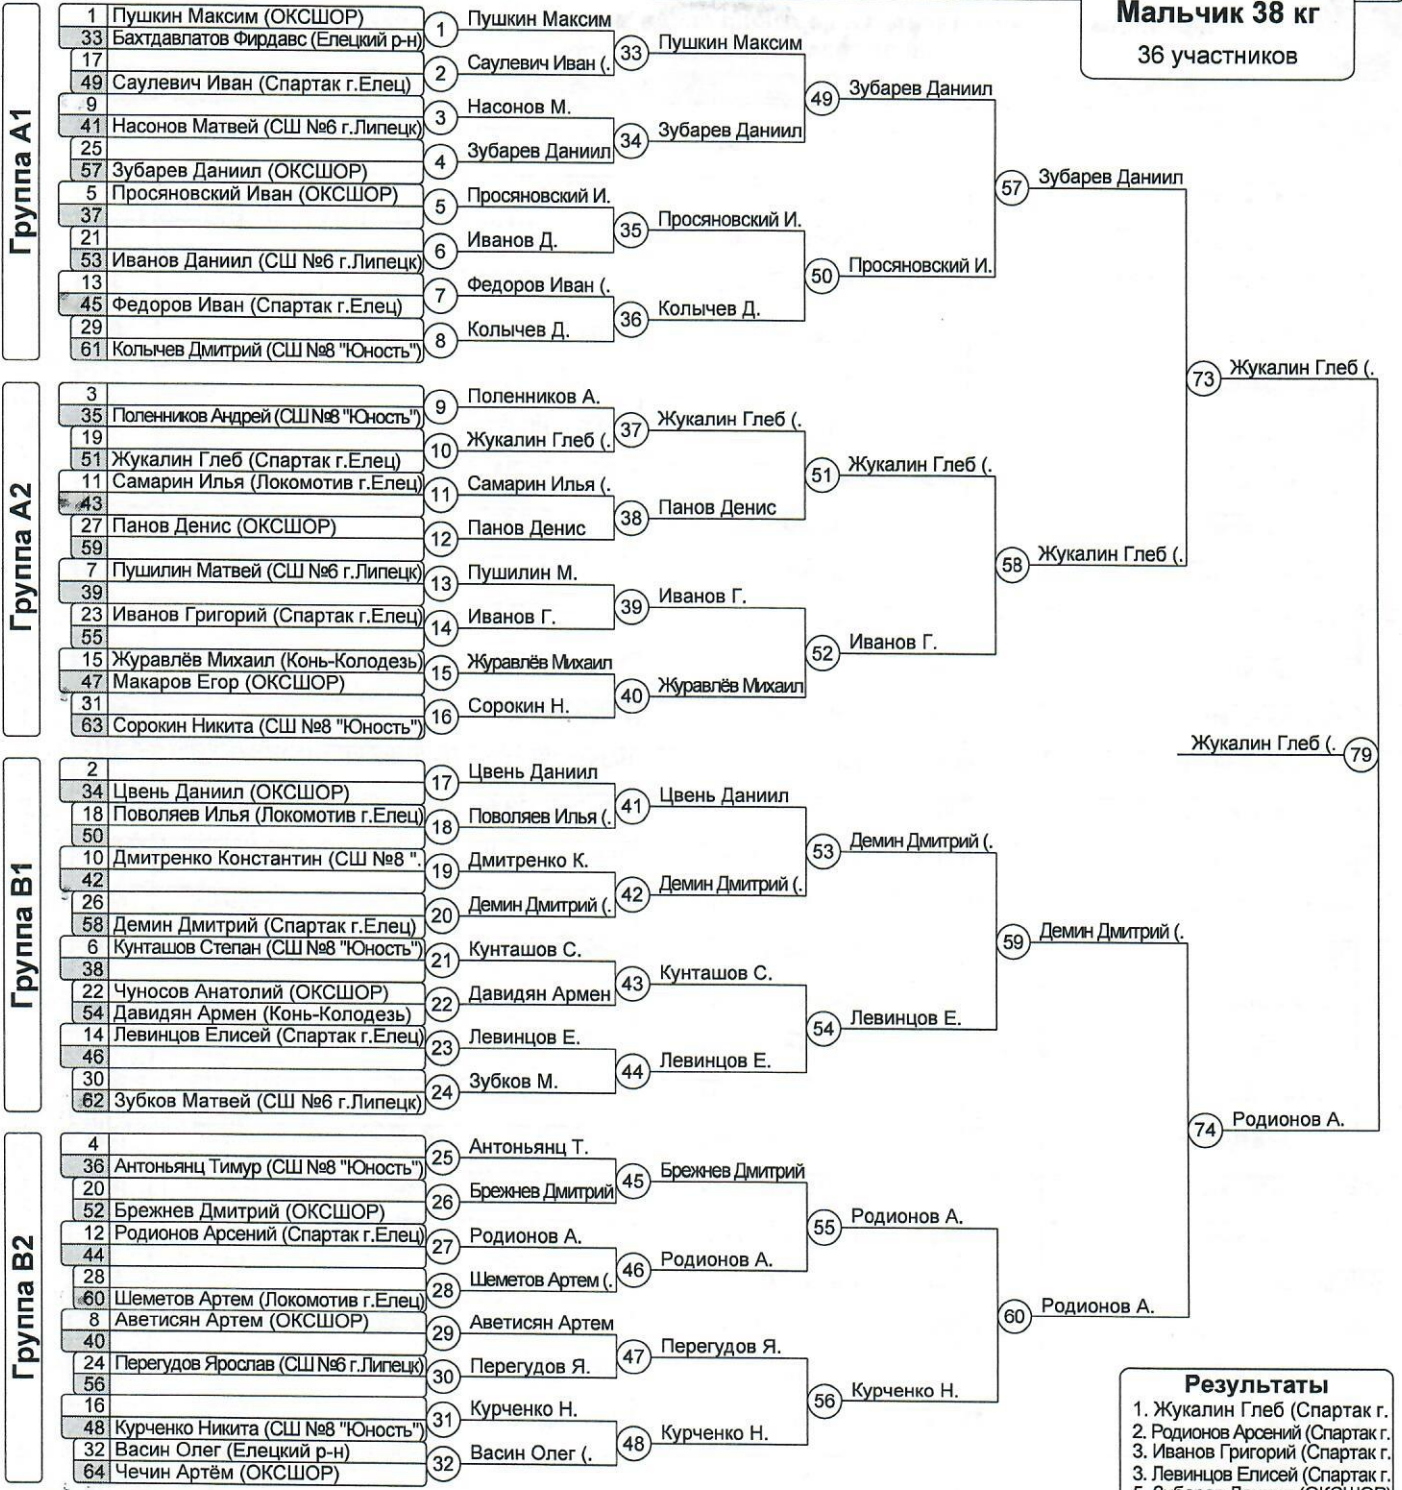 Мальчик 38 кг
36 участников
Группа А1
1 Пушкин Максим (ОКСШОР)
33 Бахтдавлатов Фирдавс (Елецкий р-н)
17
49 Саулевич Иван (Спартак г.Елец)
9
41 Насонов Матвей (СШ №6 г.Липецк)
25
57 Зубарев Даниил (ОКСШОР)
5 Просяновский Иван (ОКСШОР)
37
21
53 Иванов Даниил (СШ №6 г.Липецк)
13
45 Федоров Иван (Спартак г.Елец)
29
61 Колычев Дмитрий (СШ №8 "Юность")
1 Пушкин Максим
2 Саулевич Иван (.
3 Насонов М.
4 Зубарев Даниил
5 Просяновский И.
6 Иванов Д.
7 Федоров Иван (.
8 Колычев Д.
33 Пушкин Максим
34 Зубарев Даниил
35 Просяновский И.
36 Колычев Д.
49 Зубарев Даниил
50 Просяновский И.
57 Зубарев Даниил
Группа А2
3
35 Поленников Андрей (СШ №8 "Юность")
19
51 Жукалин Глеб (Спартак г.Елец)
11 Самарин Илья (Локомотив г.Елец)
43
27 Панов Денис (ОКСШОР)
59
7 Пушилин Матвей (СШ №6 г.Липецк)
39
23 Иванов Григорий (Спартак г.Елец)
55
15 Журавлёв Михаил (Конь-Колодезь)
47 Макаров Егор (ОКСШОР)
31
63 Сорокин Никита (СШ №8 "Юность")
9 Поленников А.
10 Жукалин Глеб (.
11 Самарин Илья (.
12 Панов Денис
13 Пушилин М.
14 Иванов Г.
15 Журавлёв Михаил
16 Сорокин Н.
37 Жукалин Глеб (.
38 Панов Денис
39 Иванов Г.
40 Журавлёв Михаил
51 Жукалин Глеб (.
52 Иванов Г.
58 Жукалин Глеб (.
73 Жукалин Глеб (.
Жукалин Глеб (. 79
Группа В1
2
34 Цвень Даниил (ОКСШОР)
18 Поволяев Илья (Локомотив г.Елец)
50
10 Дмитренко Константин (СШ №8 ".
42
26
58 Демин Дмитрий (Спартак г.Елец)
6 Кунташов Степан (СШ №8 "Юность")
38
22 Чуносов Анатолий (ОКСШОР)
54 Давидян Армен (Конь-Колодезь)
14 Левинцов Елисей (Спартак г.Елец)
46
30
62 Зубков Матвей (СШ №6 г.Липецк)
17 Цвень Даниил
18 Поволяев Илья (.
19 Дмитренко К.
20 Демин Дмитрий (.
21 Кунташов С.
22 Давидян Армен
23 Левинцов Е.
24 Зубков М.
41 Цвень Даниил
42 Демин Дмитрий (.
43 Кунташов С.
44 Левинцов Е.
53 Демин Дмитрий (.
54 Левинцов Е.
59 Демин Дмитрий (.
Группа В2
4
36 Антоньянц Тимур (СШ №8 "Юность")
20
52 Брежнев Дмитрий (ОКСШОР)
12 Родионов Арсений (Спартак г.Елец)
44
28
60 Шеметов Артем (Локомотив г.Елец)
8 Аветисян Артем (ОКСШОР)
40
24 Перегудов Ярослав (СШ №6 г.Липецк)
56
16
48 Курченко Никита (СШ №8 "Юность")
32 Васин Олег (Елецкий р-н)
64 Чечин Артём (ОКСШОР)
25 Антоньянц Т.
26 Брежнев Дмитрий
27 Родионов А.
28 Шеметов Артем (.
29 Аветисян Артем
30 Перегудов Я.
31 Курченко Н.
32 Васин Олег (.
45 Брежнев Дмитрий
46 Родионов А.
47 Перегудов Я.
48 Курченко Н.
55 Родионов А.
56 Курченко Н.
60 Родионов А.
74 Родионов А.
Результаты
1. Жукалин Глеб (Спартак г.
2. Родионов Арсений (Спартак г.
3. Иванов Григорий (Спартак г.
3. Левинцов Елисей (Спартак г.